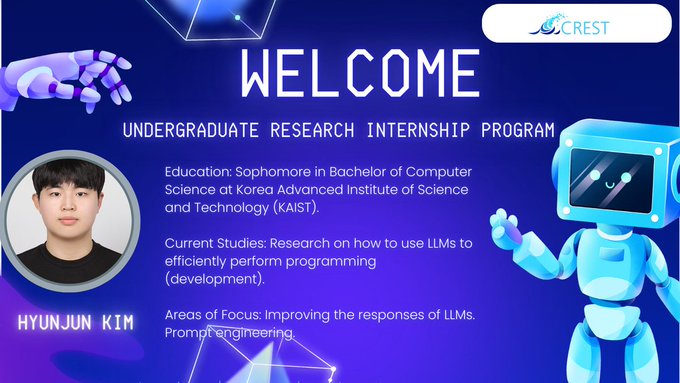 CREST
WELCOME
UNDERGRADUATE RESEARCH INTERNSHIP PROGRAM
Education: Sophomore in Bachelor of Computer
Science at Korea Advanced Institute of Science
and Technology (KAIST).
Current Studies: Research on how to use LLMs to
efficiently perform programming
(development).
Areas of Focus: Improving the responses of LLMs.
Prompt engineering.
HYUNJUN KIM